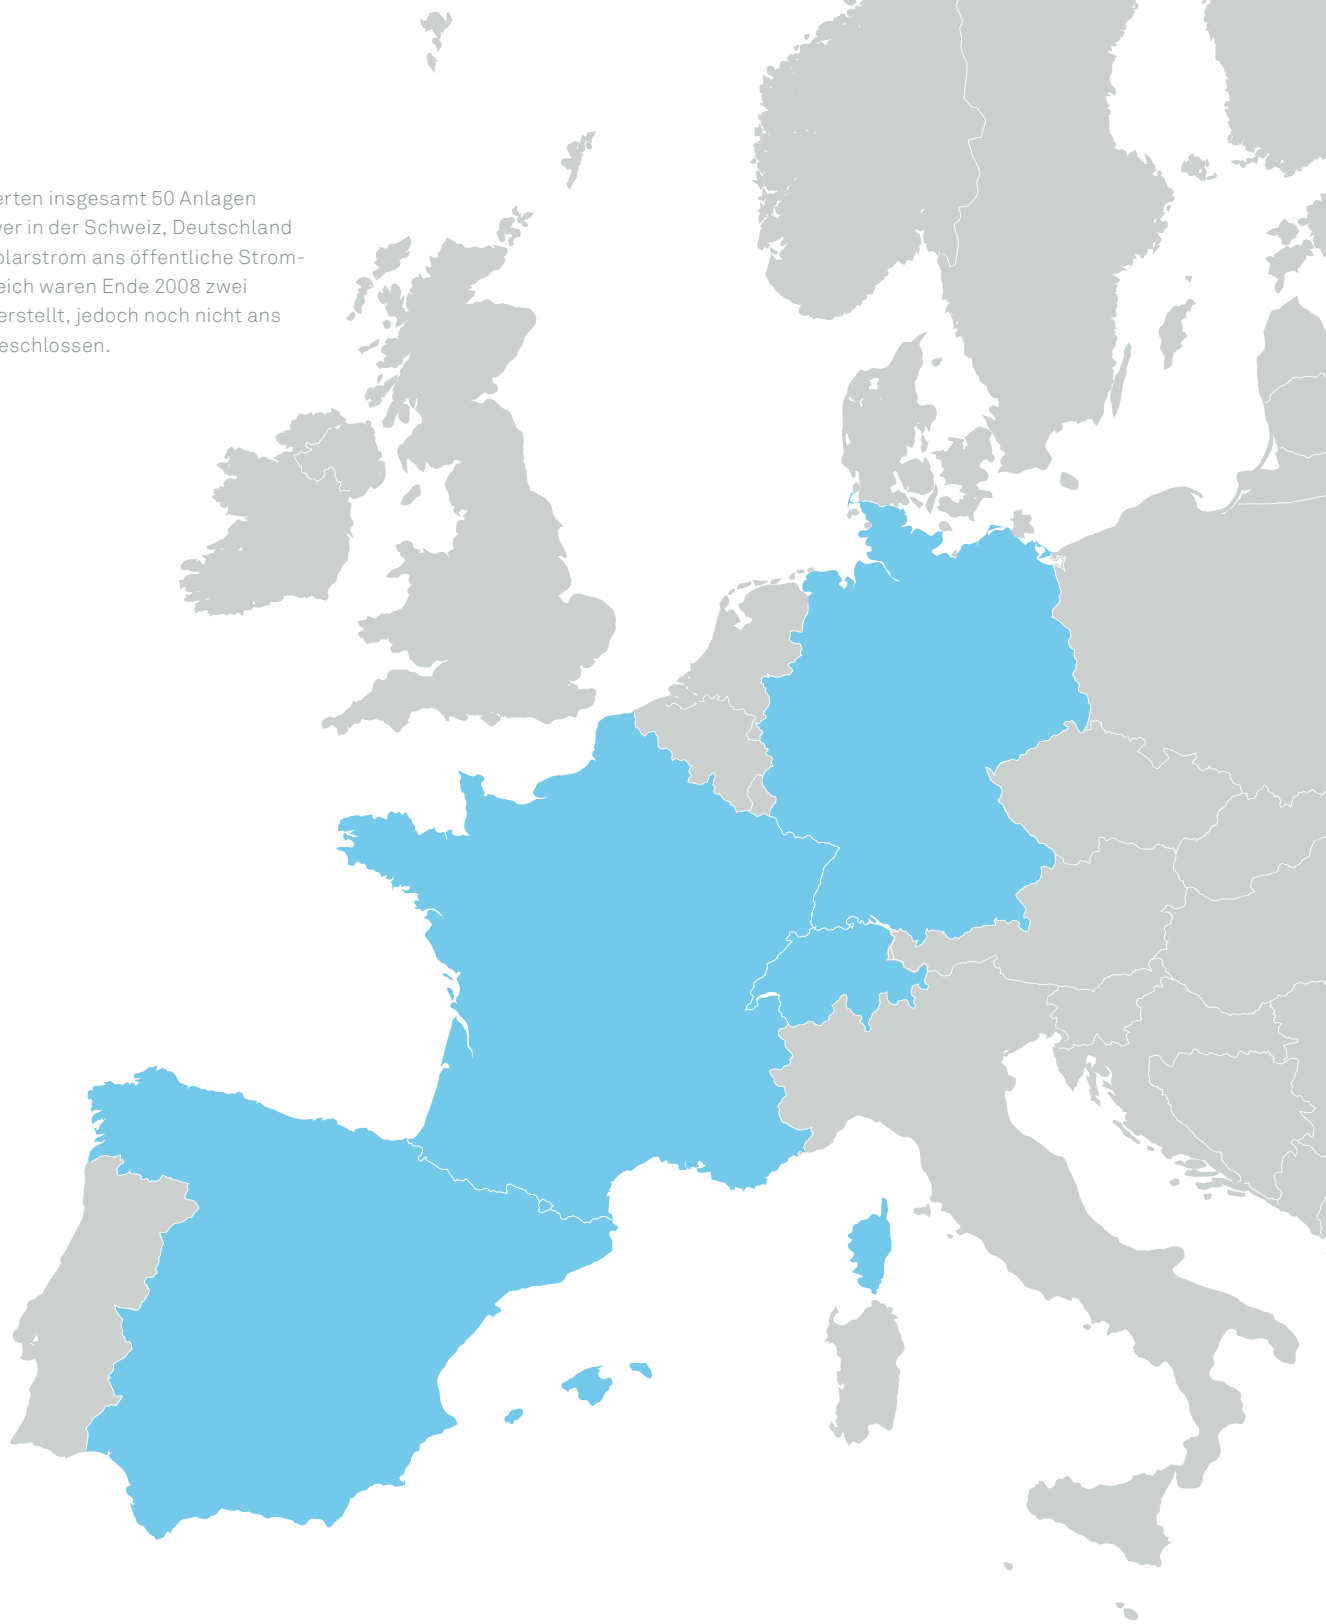 erten insgesamt 50 Anlagen
er in der Schweiz, Deutschland
olarstrom ans öffentliche Strom-
eich waren Ende 2008 zwei
erstellt, jedoch noch nicht ans
eschlossen.